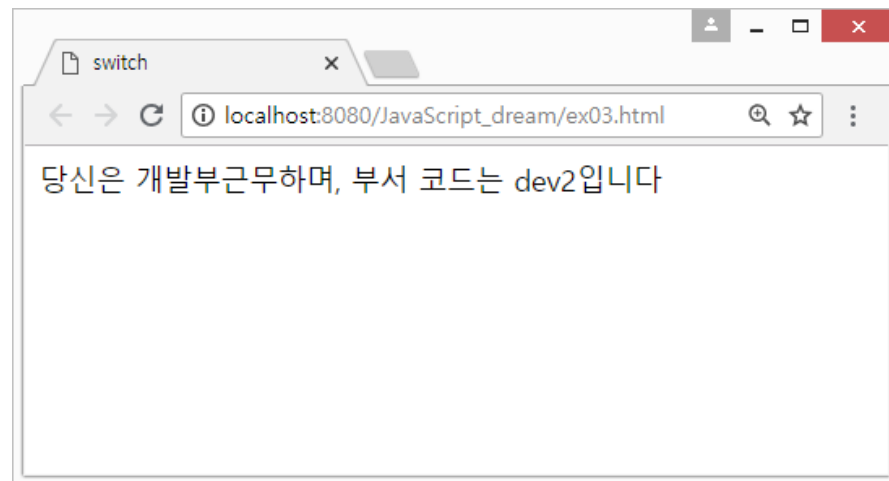 switch
localhost:8080/JavaScript_dream/ex03.html
당신은 개발부근무하며, 부서 코드는 dev2입니다